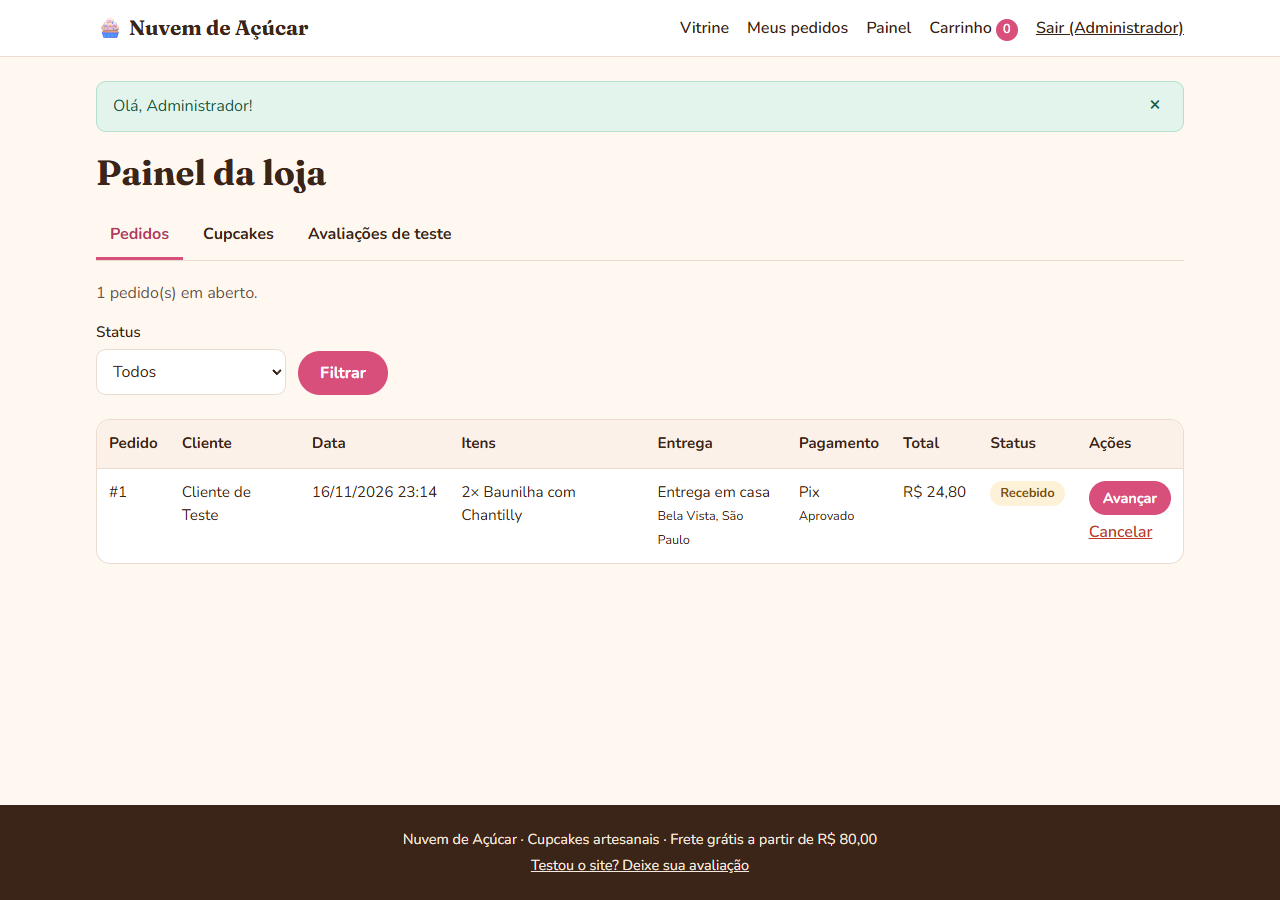 Nuvem de Açúcar
Vitrine Meus pedidos Painel Carrinho 0 Sair (Administrador)
Olá, Administrador! ×
Painel da loja
Pedidos Cupcakes Avaliações de teste
1 pedido(s) em aberto.
Status
Todos Filtrar
Pedido Cliente Data Itens Entrega Pagamento Total Status Ações
#1 Cliente de 16/11/2026 23:14 2× Baunilha com Entrega em casa Pix R$ 24,80 Recebido Avançar
Teste Chantilly Bela Vista, São Aprovado
Paulo Cancelar
Nuvem de Açúcar · Cupcakes artesanais · Frete grátis a partir de R$ 80,00
Testou o site? Deixe sua avaliação